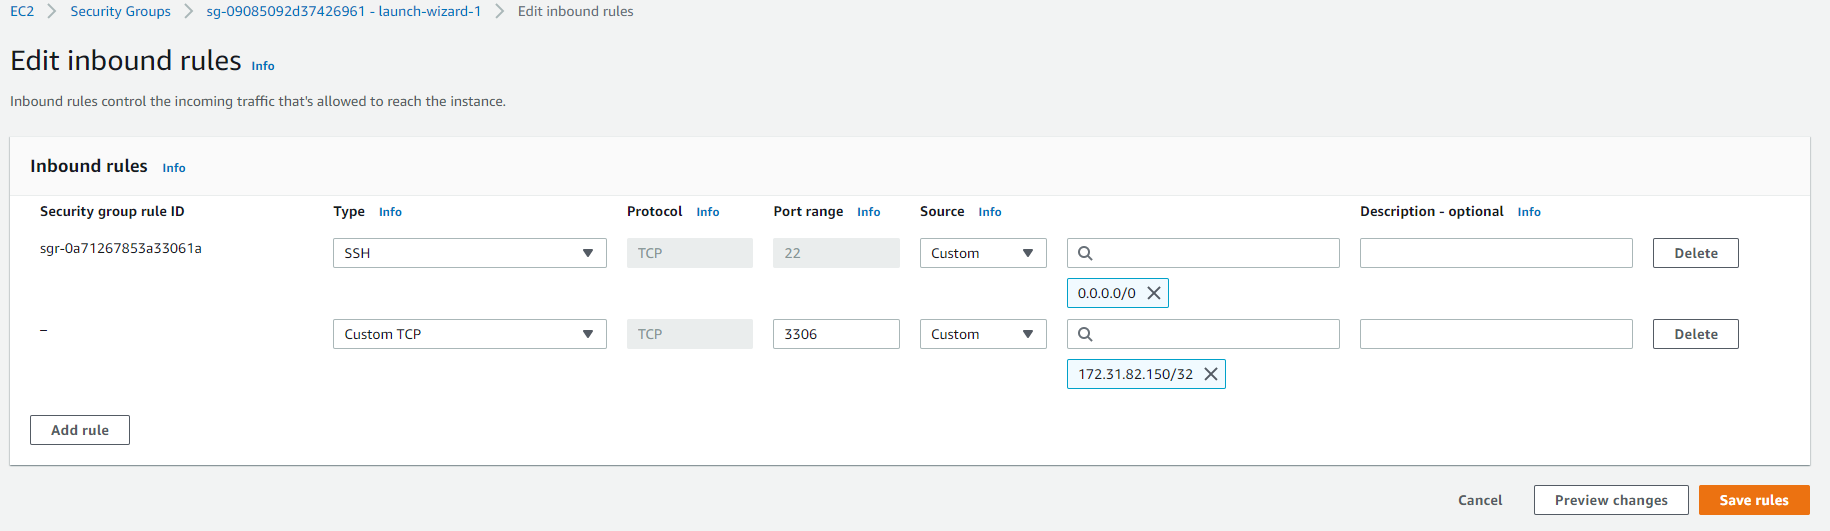 EC2 > Security Groups > sg-09085092d37426961 - launch-wizard-1 > Edit inbound rules
Edit inbound rules Info
Inbound rules control the incoming traffic that's allowed to reach the instance.
Inbound rules Info
Security group rule ID Type Info Protocol Info Port range Info Source Info Description - optional Info
sgr-0a71267853a33061a SSH TCP 22 Custom Delete
0.0.0.0/0
– Custom TCP TCP 3306 Custom Delete
172.31.82.150/32
Add rule
Cancel Preview changes Save rules